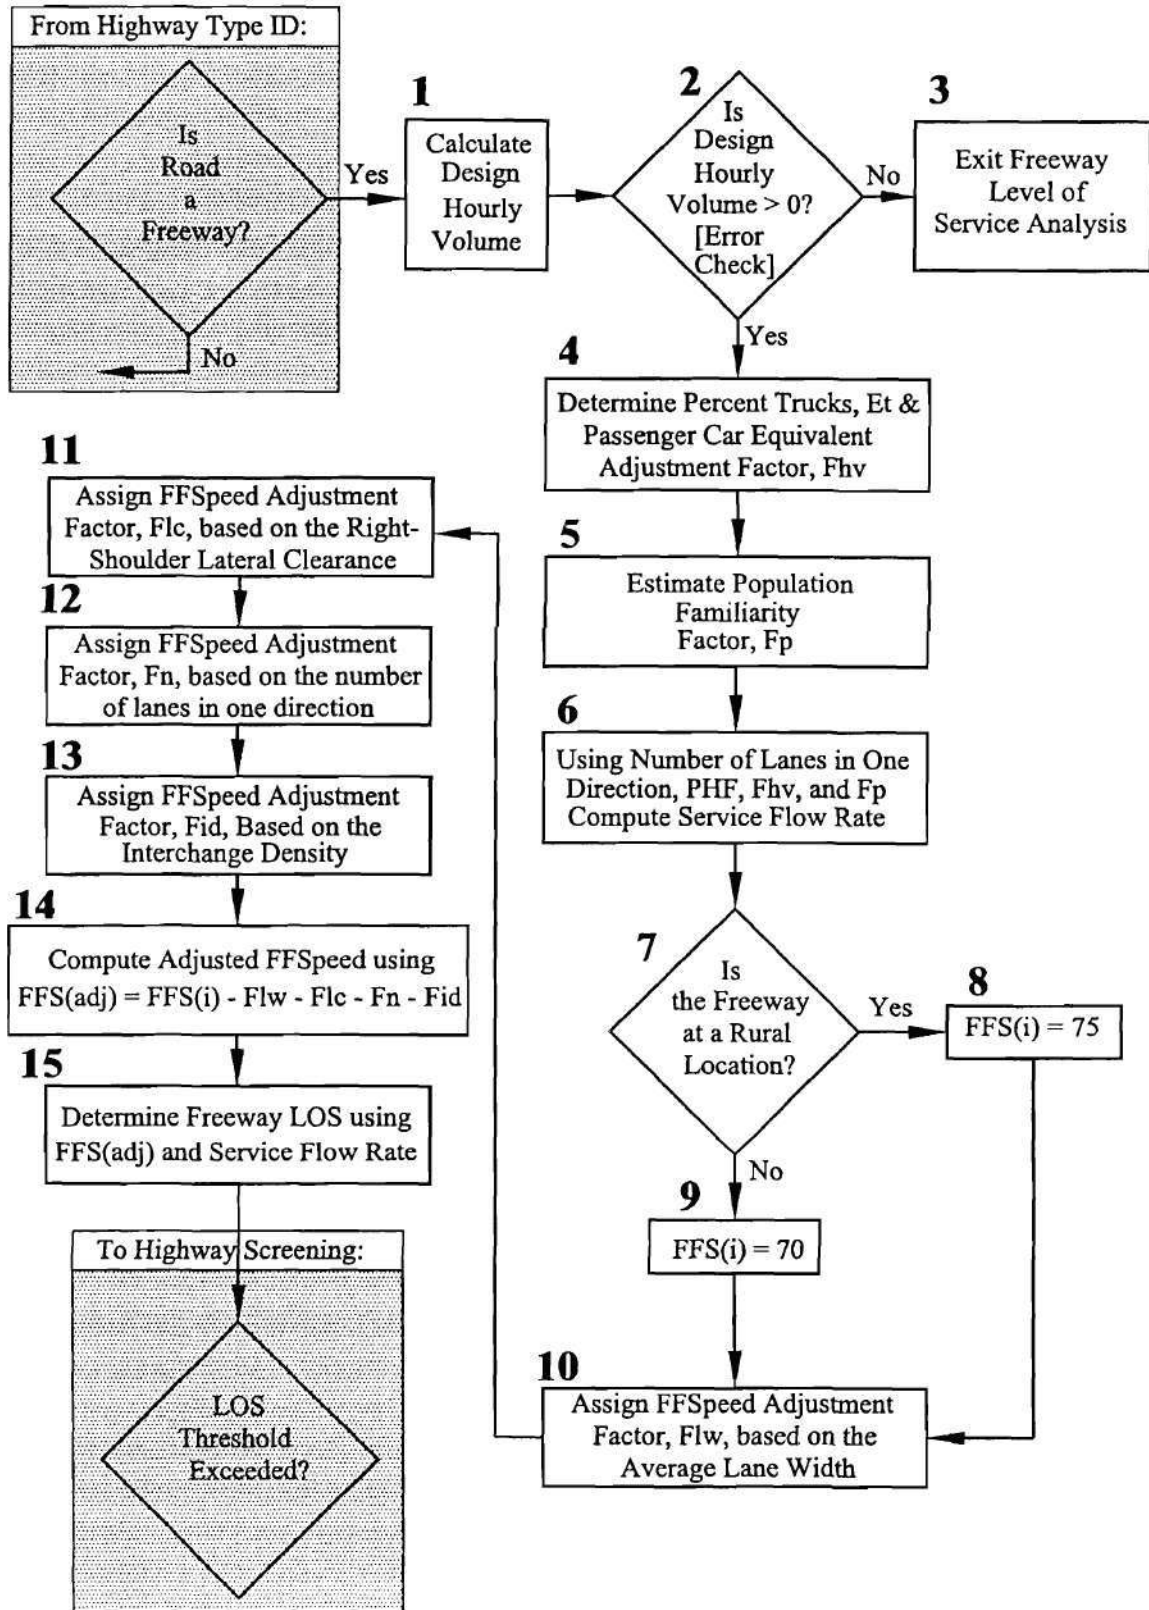 From Highway Type ID:
Is
Road
a
Freeway?
Yes
No
1
Calculate
Design
Hourly
Volume
2
Is
Design
Hourly
Volume > 0?
[Error
Check]
No
Yes
3
Exit Freeway
Level of
Service Analysis
4
Determine Percent Trucks, Et &
Passenger Car Equivalent
Adjustment Factor, Fhv
5
Estimate Population
Familiarity
Factor, Fp
6
Using Number of Lanes in One
Direction, PHF, Fhv, and Fp
Compute Service Flow Rate
7
Is
the Freeway
at a Rural
Location?
Yes
No
8
FFS(i) = 75
9
FFS(i) = 70
10
Assign FFSpeed Adjustment
Factor, Flw, based on the
Average Lane Width
11
Assign FFSpeed Adjustment
Factor, Flc, based on the Right-
Shoulder Lateral Clearance
12
Assign FFSpeed Adjustment
Factor, Fn, based on the number
of lanes in one direction
13
Assign FFSpeed Adjustment
Factor, Fid, Based on the
Interchange Density
14
Compute Adjusted FFSpeed using
FFS(adj) = FFS(i) - Flw - Flc - Fn - Fid
15
Determine Freeway LOS using
FFS(adj) and Service Flow Rate
To Highway Screening:
LOS
Threshold
Exceeded?